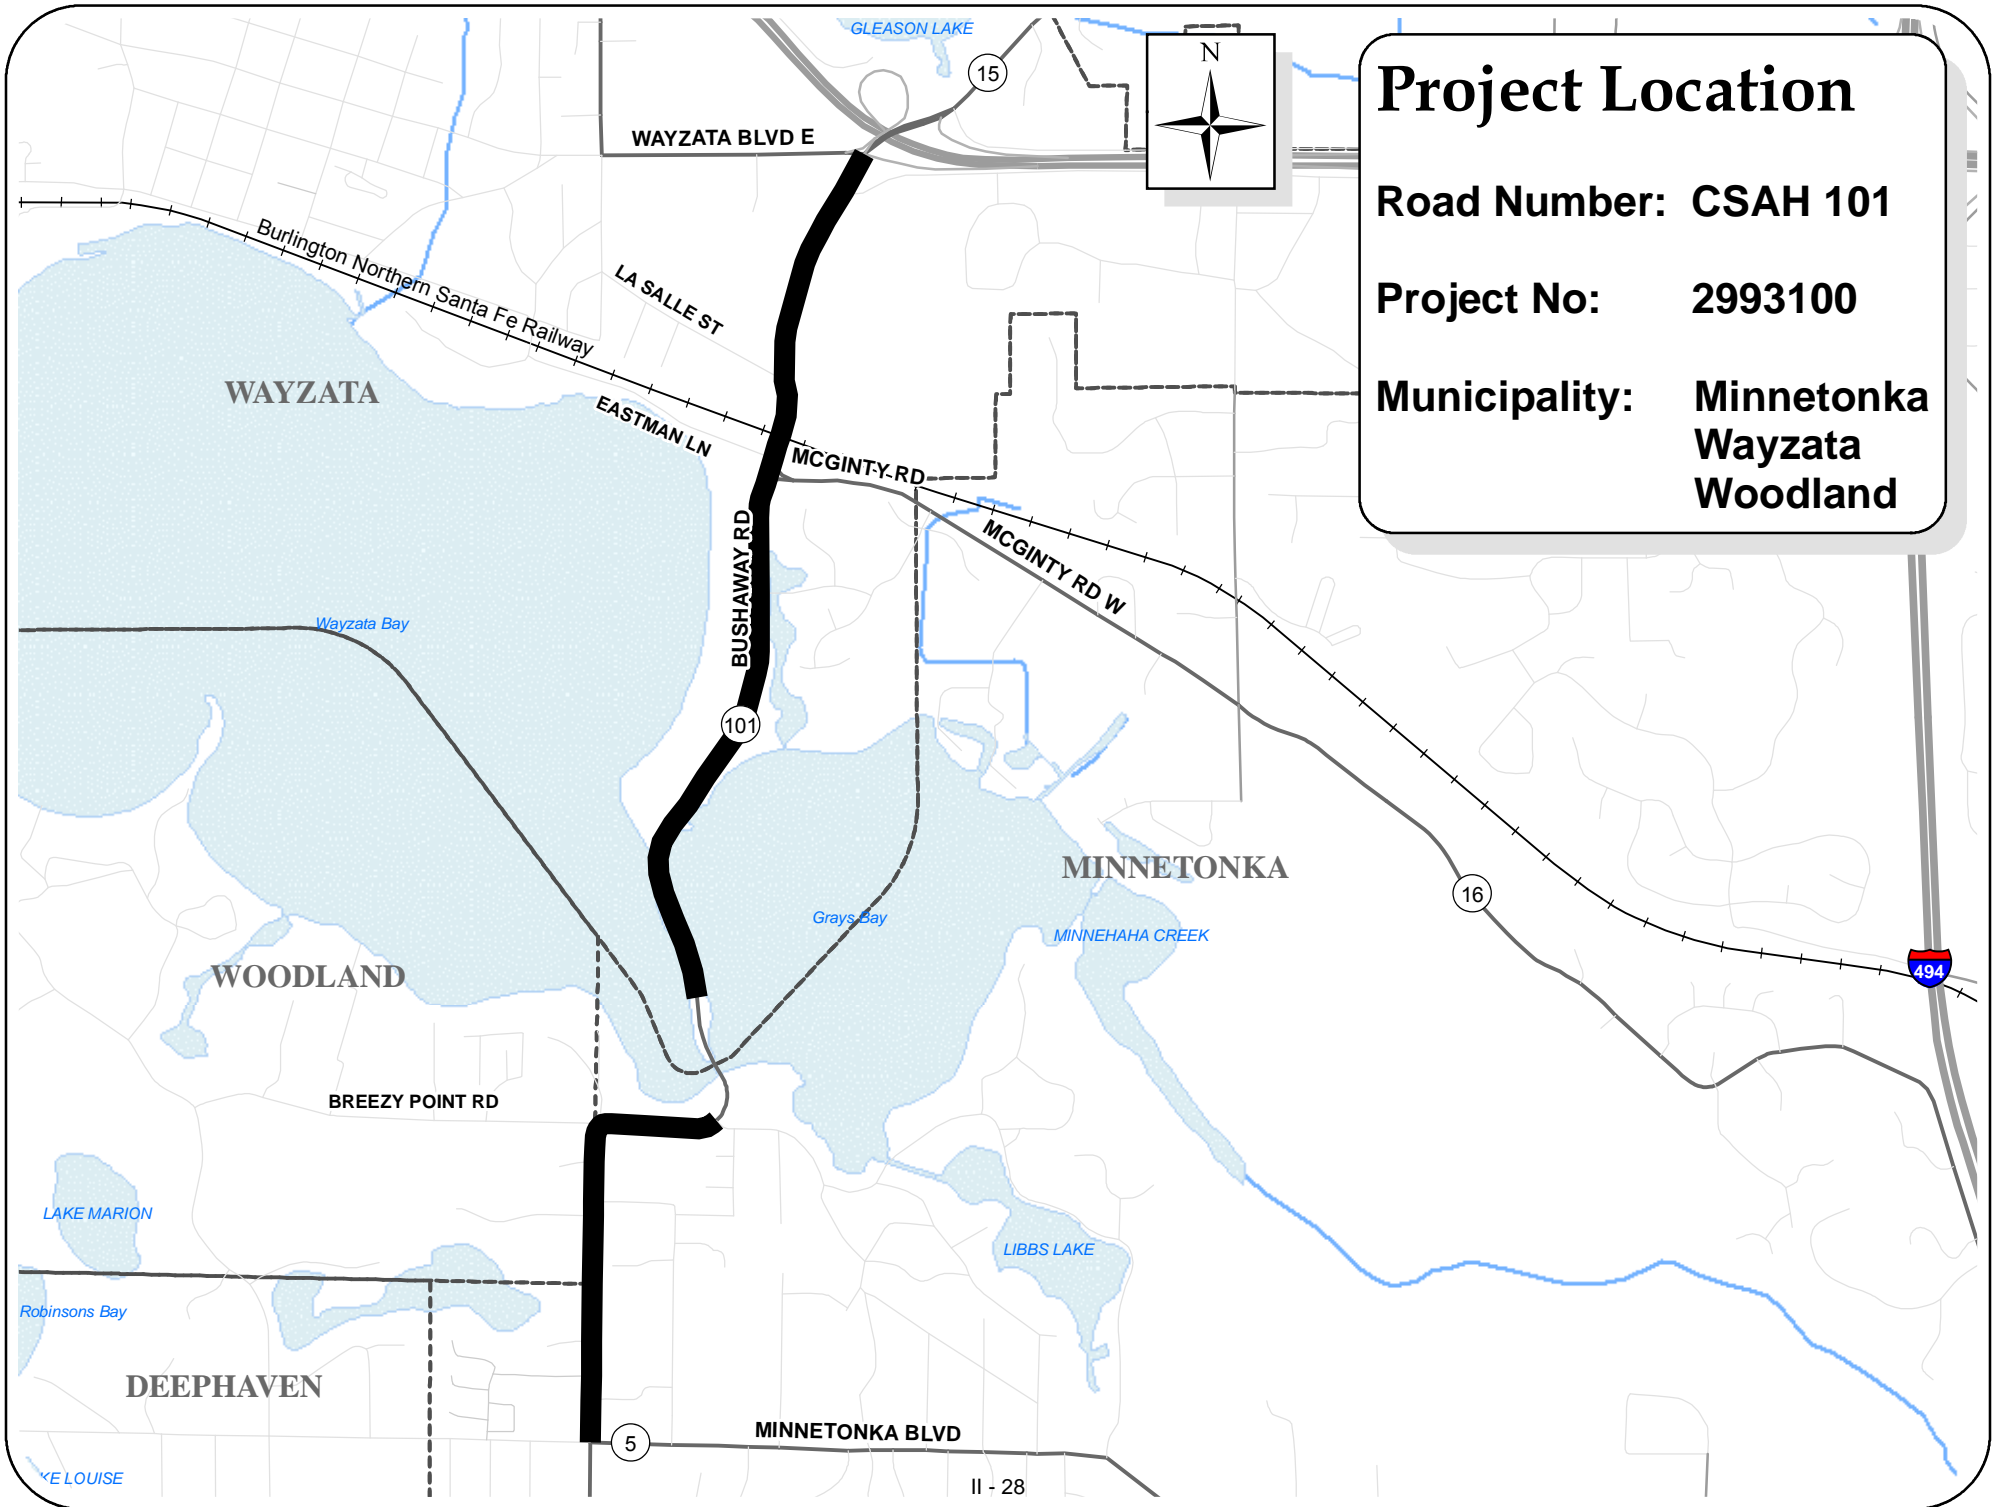 GLEASON LAKE
15
N
Project Location
WAYZATA BLVD E
Road Number: CSAH 101
Burlington Northern Santa Fe Railway
LA SALLE ST
Project No: 2993100
WAYZATA
EASTMAN LN
Municipality: Minnetonka
Wayzata
Woodland
MCGINTY RD
BUSHAWAY RD
MCGINTY RD W
Wayzata Bay
101
MINNETONKA
16
Grays Bay
MINNEHAHA CREEK
WOODLAND
494
BREEZY POINT RD
LAKE MARION
LIBBS LAKE
Robinsons Bay
DEEPHAVEN
5
MINNETONKA BLVD
KE LOUISE
II - 28